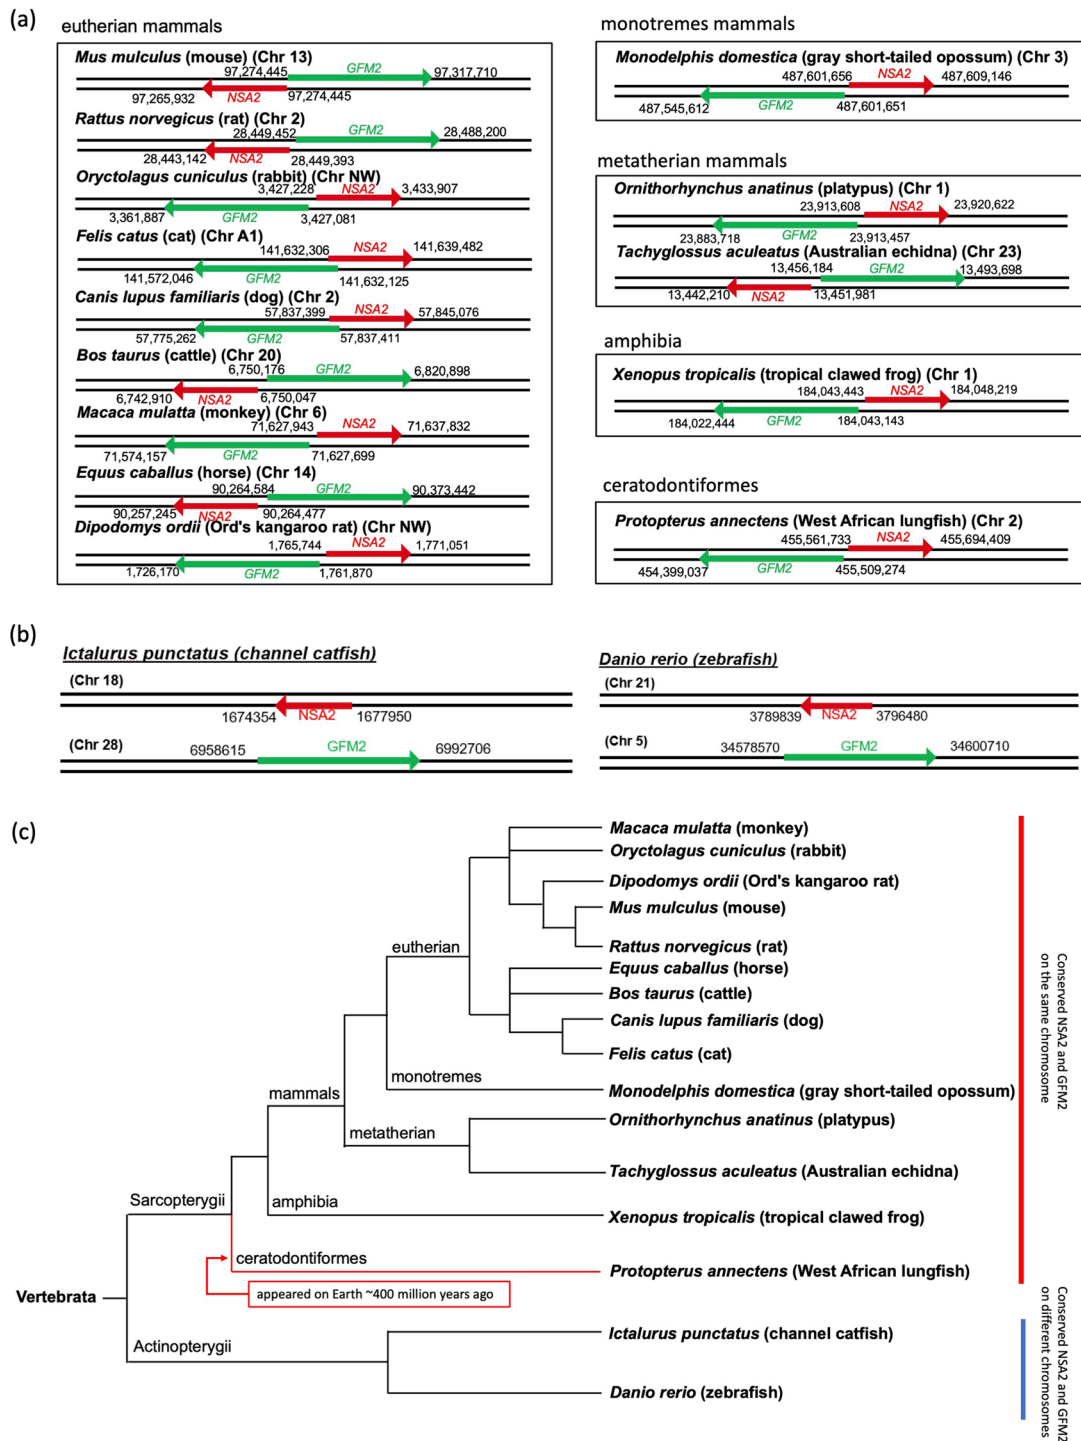 (a)
eutherian mammals
Mus mulculus (mouse) (Chr 13)
97,274,445 GFM2 97,317,710
97,265,932 NSA2 97,274,445
Rattus norvegicus (rat) (Chr 2)
28,449,452 GFM2 28,488,200
28,443,142 NSA2 28,449,393
Oryctolagus cuniculus (rabbit) (Chr NW)
3,427,228 NSA2 3,433,907
3,361,887 GFM2 3,427,081
Felis catus (cat) (Chr A1)
141,632,306 NSA2 141,639,482
141,572,046 GFM2 141,632,125
Canis lupus familiaris (dog) (Chr 2)
57,837,399 NSA2 57,845,076
57,775,262 GFM2 57,837,411
Bos taurus (cattle) (Chr 20)
6,750,176 GFM2 6,820,898
6,742,910 NSA2 6,750,047
Macaca mulatta (monkey) (Chr 6)
71,627,943 NSA2 71,637,832
71,574,157 GFM2 71,627,699
Equus caballus (horse) (Chr 14)
90,264,584 GFM2 90,373,442
90,257,245 NSA2 90,264,477
Dipodomys ordii (Ord's kangaroo rat) (Chr NW)
1,765,744 NSA2 1,771,051
1,726,170 GFM2 1,761,870
monotremes mammals
Monodelphis domestica (gray short-tailed opossum) (Chr 3)
487,601,656 NSA2 487,609,146
487,545,612 GFM2 487,601,651
metatherian mammals
Ornithorhynchus anatinus (platypus) (Chr 1)
23,913,608 NSA2 23,920,622
23,883,718 GFM2 23,913,457
Tachyglossus aculeatus (Australian echidna) (Chr 23)
13,456,184 GFM2 13,493,698
13,442,210 NSA2 13,451,981
amphibia
Xenopus tropicalis (tropical clawed frog) (Chr 1)
184,043,443 NSA2 184,048,219
184,022,444 GFM2 184,043,143
ceratodontiformes
Protopterus annectens (West African lungfish) (Chr 2)
455,561,733 NSA2 455,694,409
454,399,037 GFM2 455,509,274
(b)
Ictalurus punctatus (channel catfish)
(Chr 18)
1674354 NSA2 1677950
(Chr 28) 6958615 GFM2 6992706
Danio rerio (zebrafish)
(Chr 21)
3789839 NSA2 3796480
(Chr 5) 34578570 GFM2 34600710
(c)
Macaca mulatta (monkey)
Oryctolagus cuniculus (rabbit)
Dipodomys ordii (Ord's kangaroo rat)
Mus mulculus (mouse)
eutherian
Rattus norvegicus (rat)
Equus caballus (horse)
Bos taurus (cattle)
Canis lupus familiaris (dog)
Felis catus (cat)
monotremes
Monodelphis domestica (gray short-tailed opossum)
mammals
Ornithorhynchus anatinus (platypus)
metatherian
Tachyglossus aculeatus (Australian echidna)
Sarcopterygii
amphibia
Xenopus tropicalis (tropical clawed frog)
ceratodontiformes
Protopterus annectens (West African lungfish)
appeared on Earth ~400 million years ago
Vertebrata
Actinopterygii
Ictalurus punctatus (channel catfish)
Danio rerio (zebrafish)
Conserved NSA2 and GFM2
on the same chromosome
Conserved NSA2 and GFM2
on different chromosomes